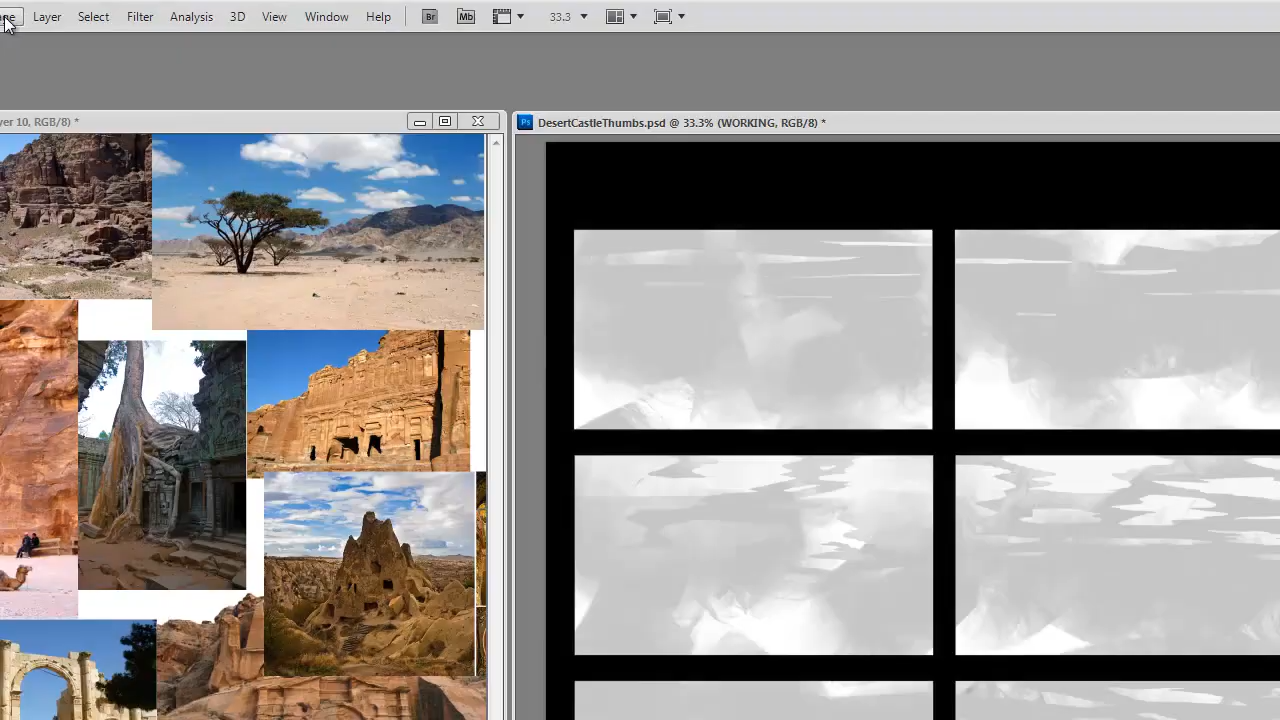 Layer Select Filter Analysis 3D View Window Help Br Mb 33.3
yer 10, RGB/8) *
Ps DesertCastleThumbs.psd @ 33.3% (WORKING, RGB/8) *